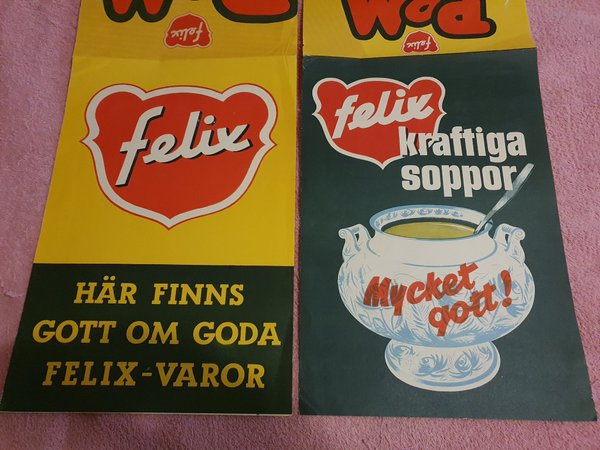 felix
felix
felix
HÄR FINNS
GOTT OM GODA
FELIX-VAROR
felix
kraftiga
soppor
Mycket
gott!